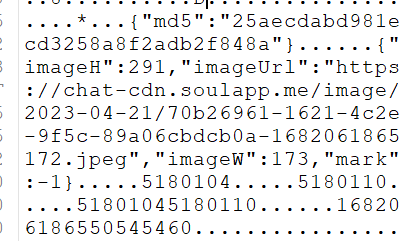 ....*...{"md5":"25aecdabd981e
cd3258a8f2adb2f848a"}......{"
imageH":291,"imageUrl":"https
://chat-cdn.soulapp.me/image/
2023-04-21/70b26961-1621-4c2e
-9f5c-89a06cbdcb0a-1682061865
172.jpeg","imageW":173,"mark"
:-1}.....5180104.....5180110.
....51801045180110......16820
6186550545460................